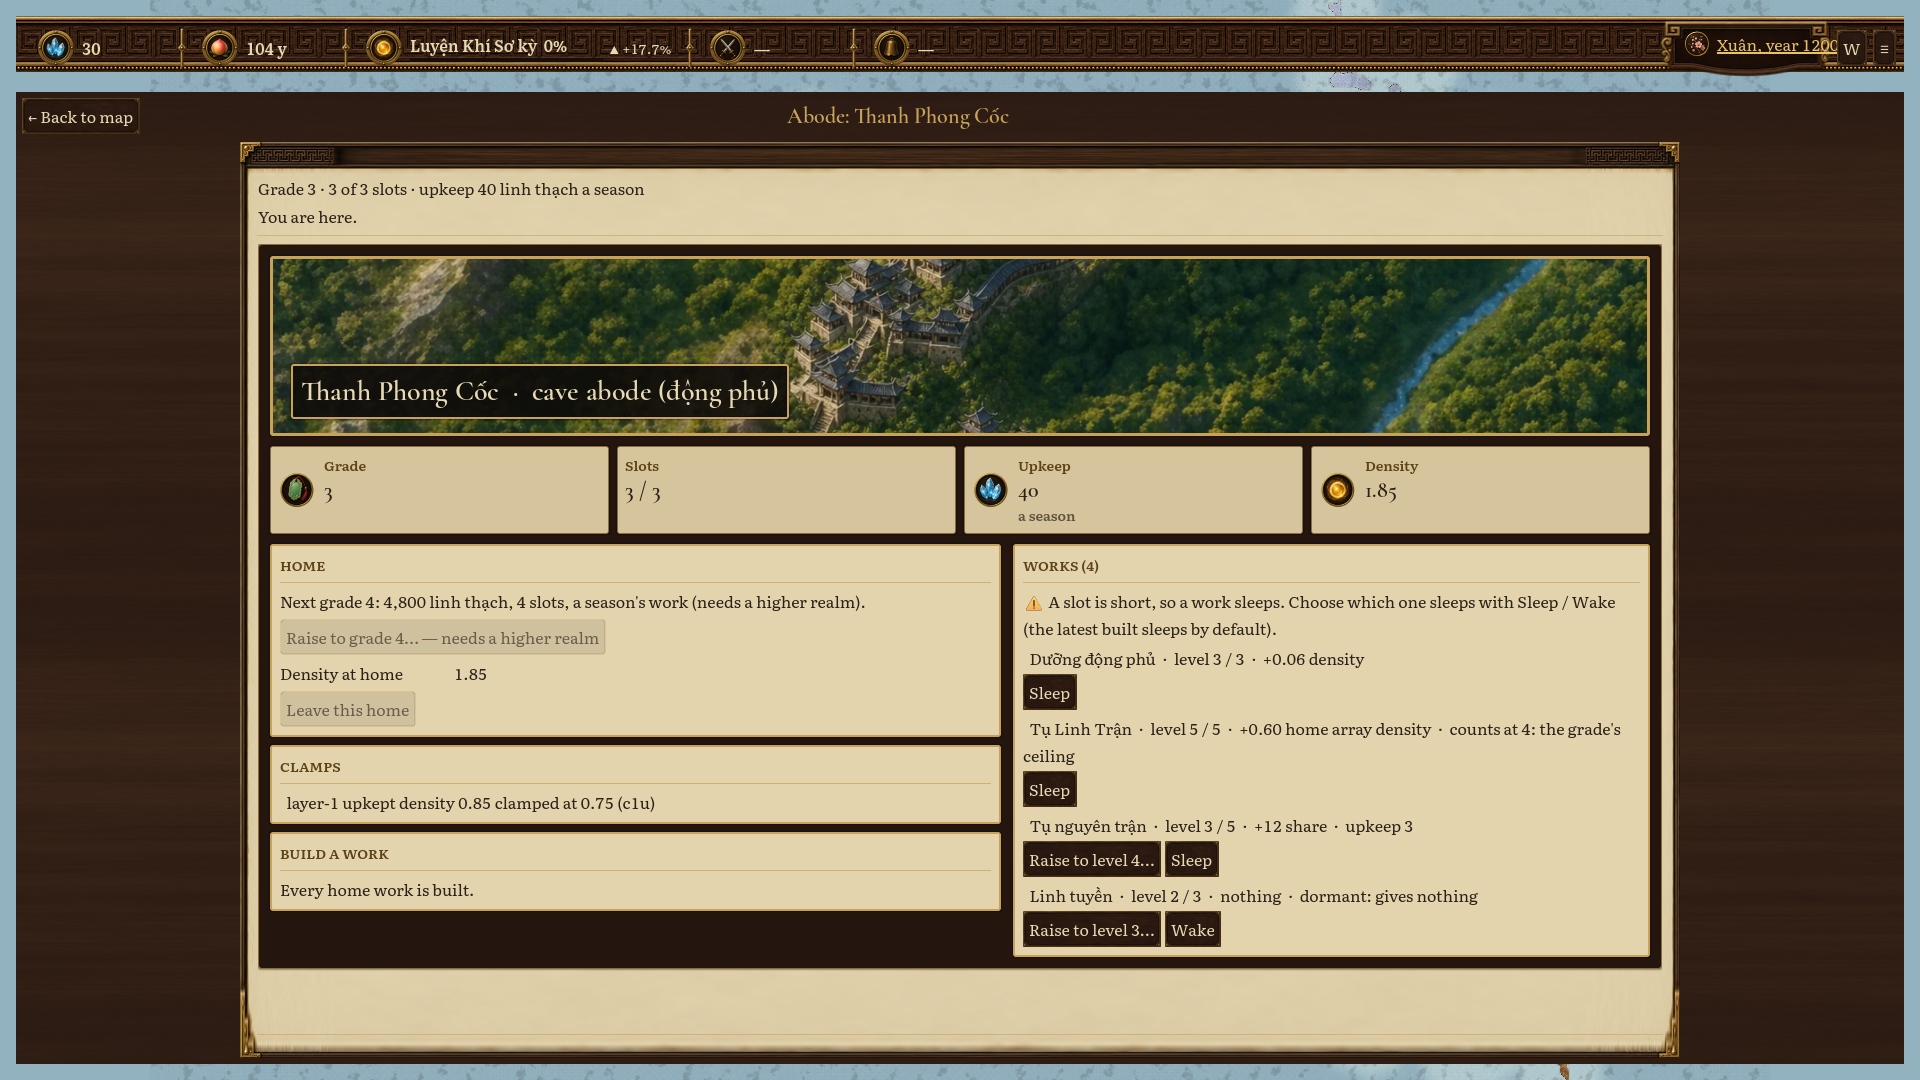 30
104 y
Luyện Khí Sơ kỳ 0%
▲ +17.7%
—
—
Xuân, year 1200
W
≡
← Back to map
Abode: Thanh Phong Cốc
Grade 3 · 3 of 3 slots · upkeep 40 linh thạch a season
You are here.
Thanh Phong Cốc · cave abode (động phủ)
Grade
3
Slots
3 / 3
Upkeep
40
a season
Density
1.85
HOME
Next grade 4: 4,800 linh thạch, 4 slots, a season's work (needs a higher realm).
Raise to grade 4... — needs a higher realm
Density at home 1.85
Leave this home
CLAMPS
layer-1 upkept density 0.85 clamped at 0.75 (c1u)
BUILD A WORK
Every home work is built.
WORKS (4)
⚠ A slot is short, so a work sleeps. Choose which one sleeps with Sleep / Wake
(the latest built sleeps by default).
Dưỡng động phủ · level 3 / 3 · +0.06 density
Sleep
Tụ Linh Trận · level 5 / 5 · +0.60 home array density · counts at 4: the grade's
ceiling
Sleep
Tụ nguyên trận · level 3 / 5 · +12 share · upkeep 3
Raise to level 4... Sleep
Linh tuyền · level 2 / 3 · nothing · dormant: gives nothing
Raise to level 3... Wake